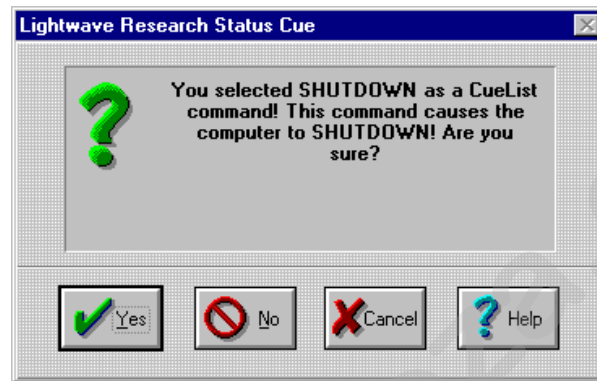 Lightwave Research Status Cue
You selected SHUTDOWN as a CueList
command! This command causes the
computer to SHUTDOWN! Are you
sure?
Yes
No
Cancel
Help